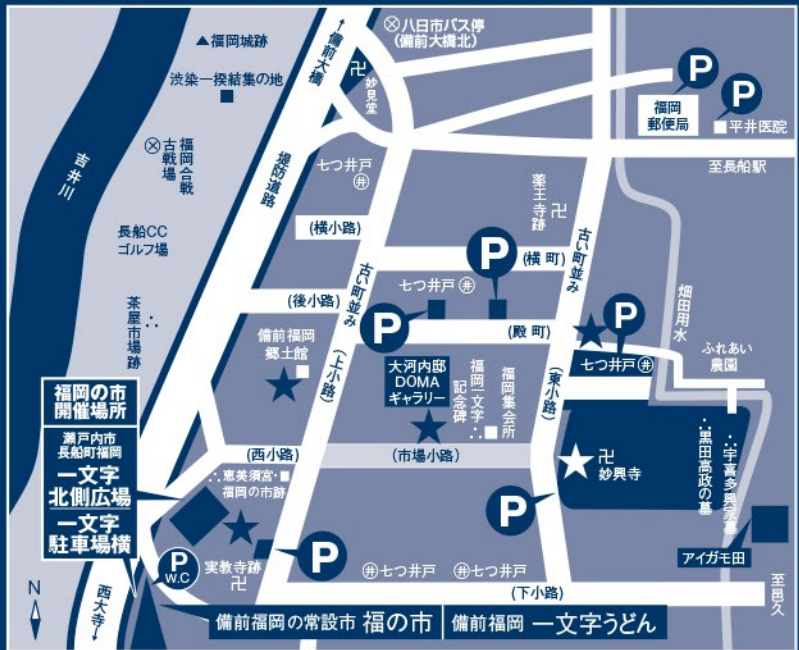 ▲福岡城跡
渋染一揆結集の地
↑備前大橋
八日市バス停
(備前大橋北)
卍妙見堂
P
福岡
郵便局
P
平井医院
至長船駅
吉井川
福岡合戦
古戦場
堤防道路
七つ井戸
井
薬王寺跡
卍
長船CC
ゴルフ場
(横小路)
古い町並み
(横町)
P
古い町並み
畑田用水
茶屋
市場跡
(後小路)
七つ井戸 井
P
(殿町)
P
七つ井戸 井
ふれあい
農園
備前福岡
郷土館
(上小路)
大河内邸
DOMA
ギャラリー
福岡一文字
記念碑
福岡集会所
(東小路)
福岡の市
開催場所
瀬戸内市
長船町福岡
一文字
北側広場
一文字
駐車場横
(西小路)
(市場小路)
卍
妙興寺
黒田高政の墓
宇喜多興家墓
恵美須宮・
福岡の市跡
P
アイガモ田
P
W.C
実教寺跡
卍
P
井七つ井戸
井七つ井戸
(下小路)
至邑久
N
西大寺↓
備前福岡の常設市 福の市
備前福岡 一文字うどん